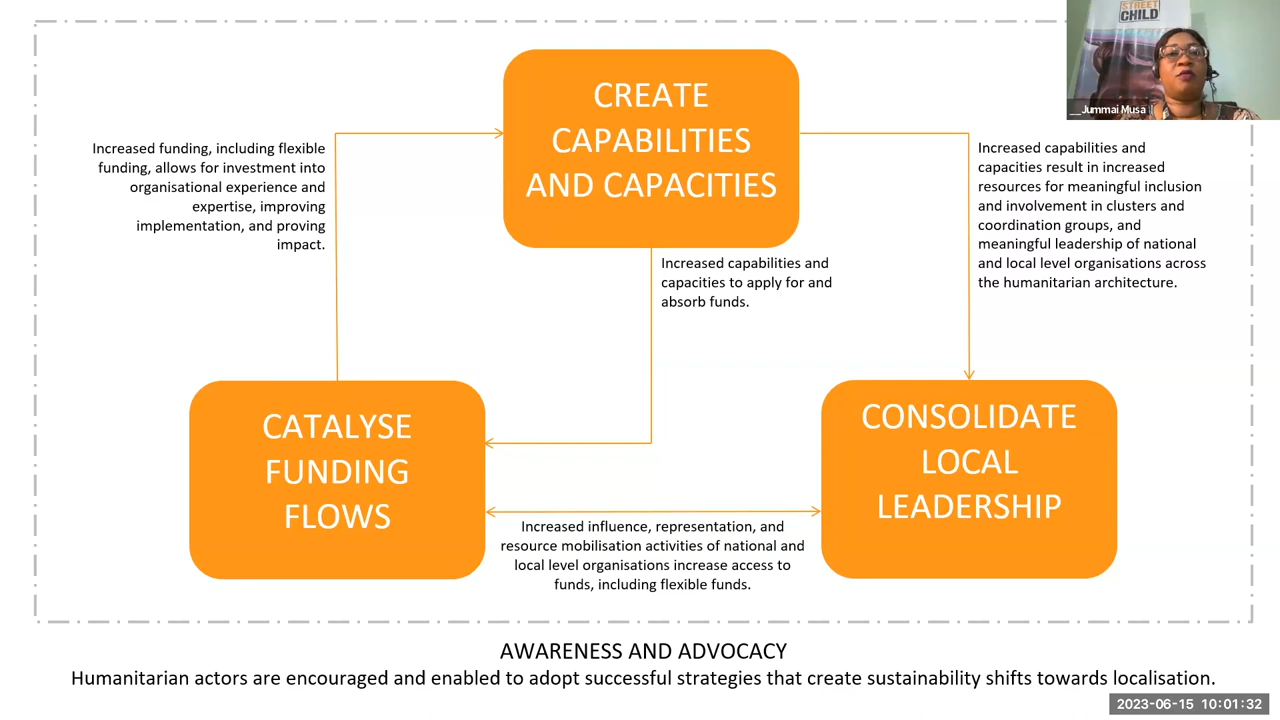 STREET
CHILD
__Jummai Musa
CREATE
CAPABILITIES
AND CAPACITIES
Increased funding, including flexible
funding, allows for investment into
organisational experience and
expertise, improving
implementation, and proving
impact.
Increased capabilities and
capacities result in increased
resources for meaningful inclusion
and involvement in clusters and
coordination groups, and
meaningful leadership of national
and local level organisations across
the humanitarian architecture.
Increased capabilities and
capacities to apply for and
absorb funds.
CATALYSE
FUNDING
FLOWS
CONSOLIDATE
LOCAL
LEADERSHIP
Increased influence, representation, and
resource mobilisation activities of national and
local level organisations increase access to
funds, including flexible funds.
AWARENESS AND ADVOCACY
Humanitarian actors are encouraged and enabled to adopt successful strategies that create sustainability shifts towards localisation.
2023-06-15 10:01:32